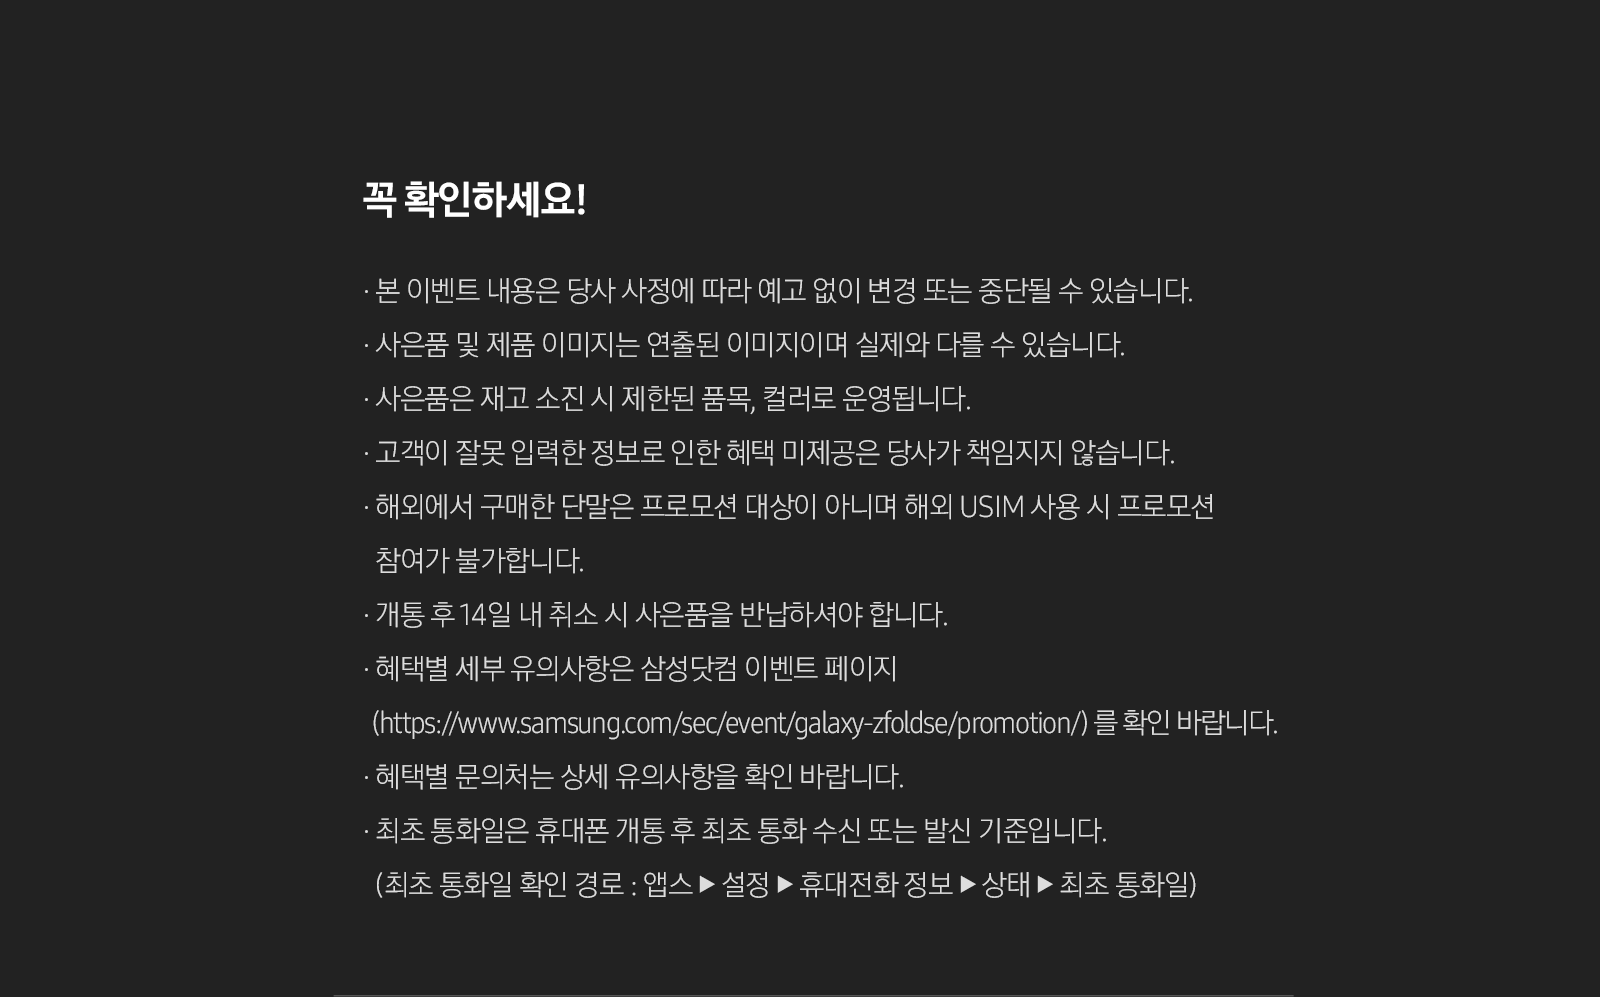 꼭 확인하세요!
· 본 이벤트 내용은 당사 사정에 따라 예고 없이 변경 또는 중단될 수 있습니다.
· 사은품 및 제품 이미지는 연출된 이미지이며 실제와 다를 수 있습니다.
· 사은품은 재고 소진 시 제한된 품목, 컬러로 운영됩니다.
· 고객이 잘못 입력한 정보로 인한 혜택 미제공은 당사가 책임지지 않습니다.
· 해외에서 구매한 단말은 프로모션 대상이 아니며 해외 USIM 사용 시 프로모션
참여가 불가합니다.
· 개통 후 14일 내 취소 시 사은품을 반납하셔야 합니다.
· 혜택별 세부 유의사항은 삼성닷컴 이벤트 페이지
(https://www.samsung.com/sec/event/galaxy-zfoldse/promotion/) 를 확인 바랍니다.
· 혜택별 문의처는 상세 유의사항을 확인 바랍니다.
· 최초 통화일은 휴대폰 개통 후 최초 통화 수신 또는 발신 기준입니다.
(최초 통화일 확인 경로 : 앱스 ▶ 설정 ▶ 휴대전화 정보 ▶ 상태 ▶ 최초 통화일)